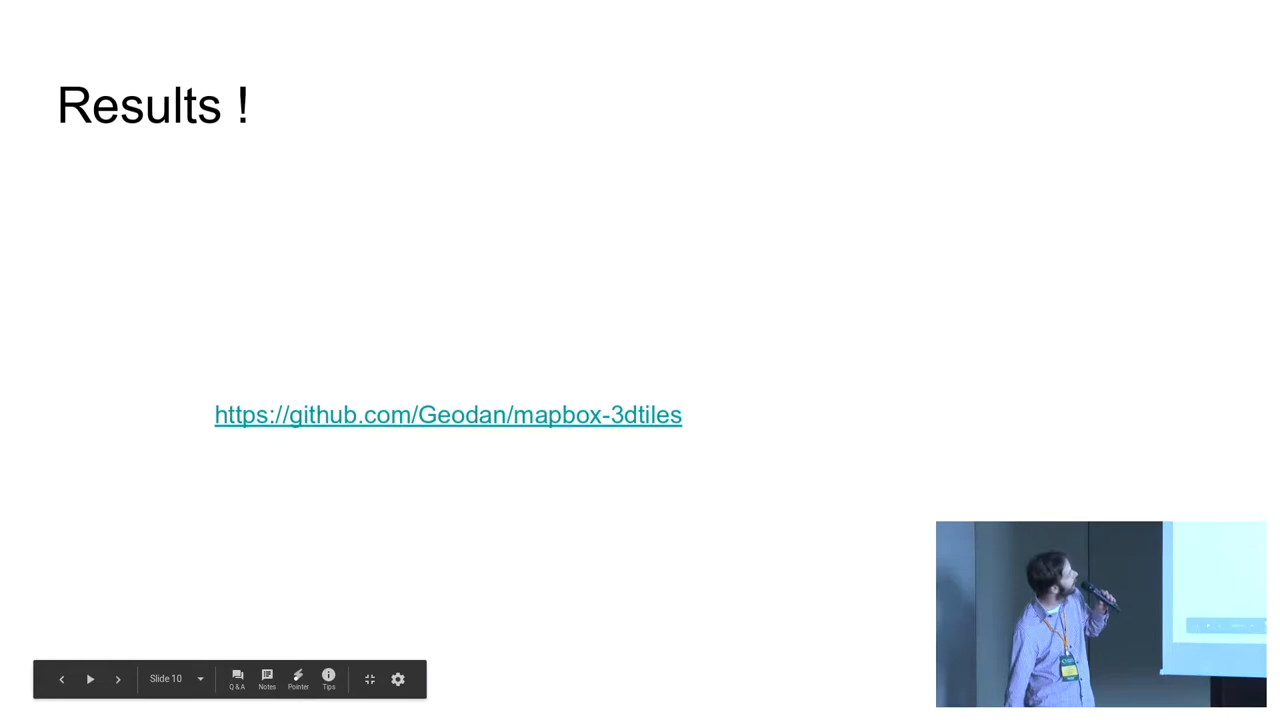 Results !
https://github.com/Geodan/mapbox-3dtiles
Slide 10
Q & A
Notes
Pointer
Tips